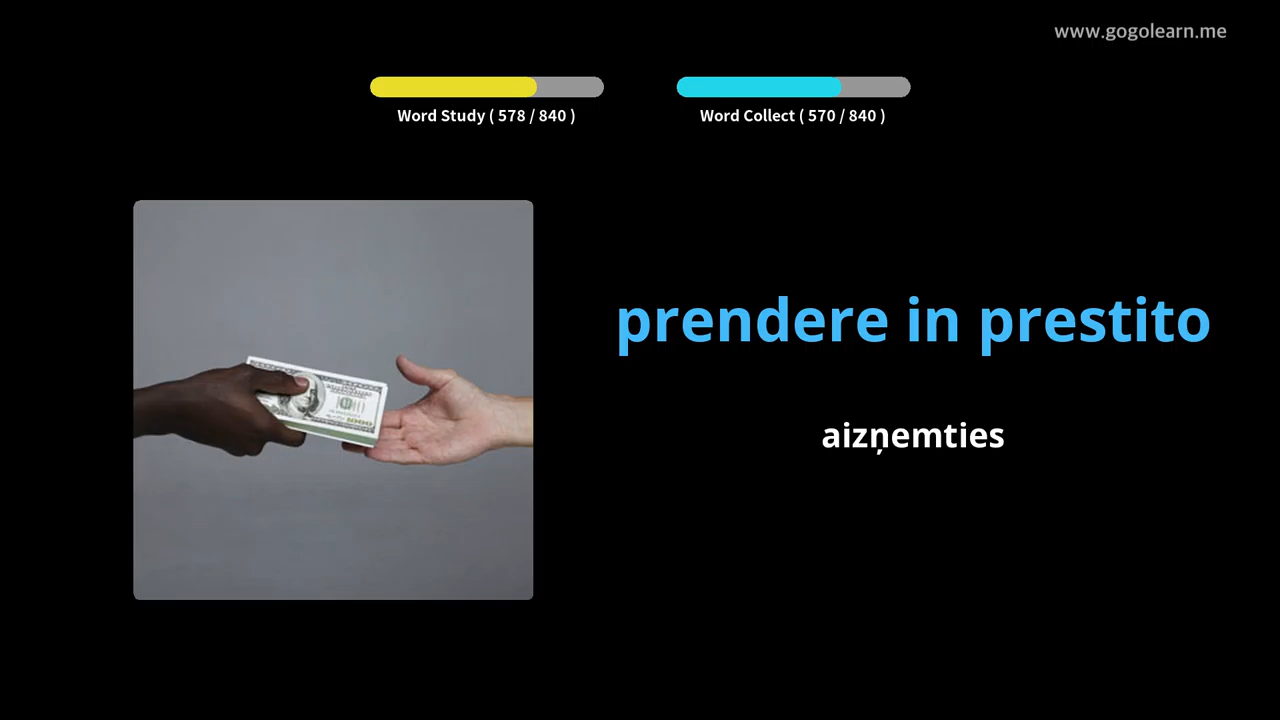 www.gogolearn.me
Word Study ( 578 / 840 )
Word Collect ( 570 / 840 )
prendere in prestito
aizņemties